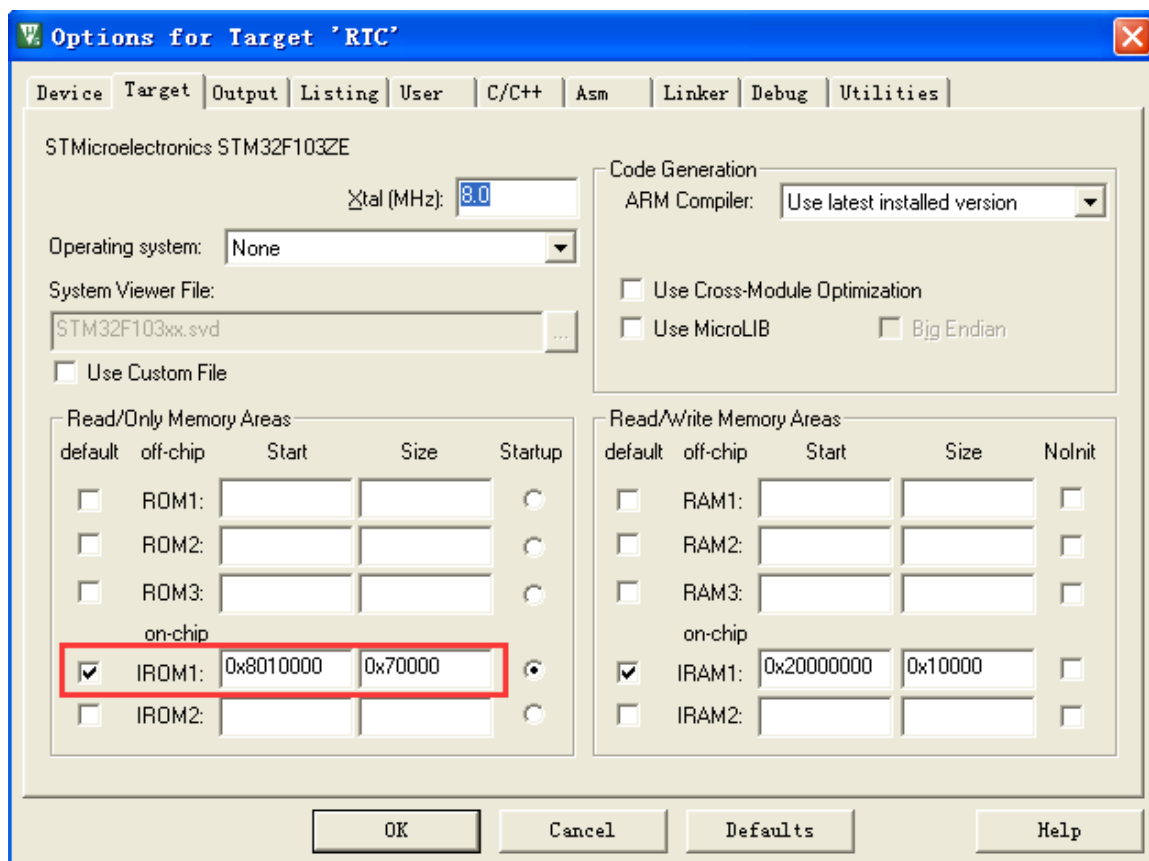 Options for Target 'RTC'
Device Target Output Listing User C/C++ Asm Linker Debug Utilities
STMicroelectronics STM32F103ZE
Xtal (MHz): 8.0
Operating system: None
System Viewer File:
STM32F103xx.svd ...
Use Custom File
Code Generation
ARM Compiler: Use latest installed version
Use Cross-Module Optimization
Use MicroLIB Big Endian
Read/Only Memory Areas
default off-chip Start Size Startup
ROM1:
ROM2:
ROM3:
on-chip
IROM1: 0x8010000 0x70000
IROM2:
Read/Write Memory Areas
default off-chip Start Size NoInit
RAM1:
RAM2:
RAM3:
on-chip
IRAM1: 0x20000000 0x10000
IRAM2:
OK Cancel Defaults Help